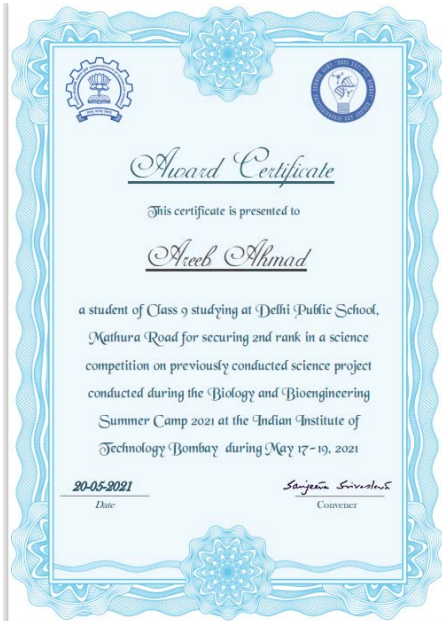 Award Certificate
This certificate is presented to
Areeb Ahmad
a student of Class 9 studying at Delhi Public School,
Mathura Road for securing 2nd rank in a science
competition on previously conducted science project
conducted during the Biology and Bioengineering
Summer Camp 2021 at the Indian Institute of
Technology Bombay during May 17-19, 2021
20-05-2021
Sanjeeva Srivastava
Date
Convener